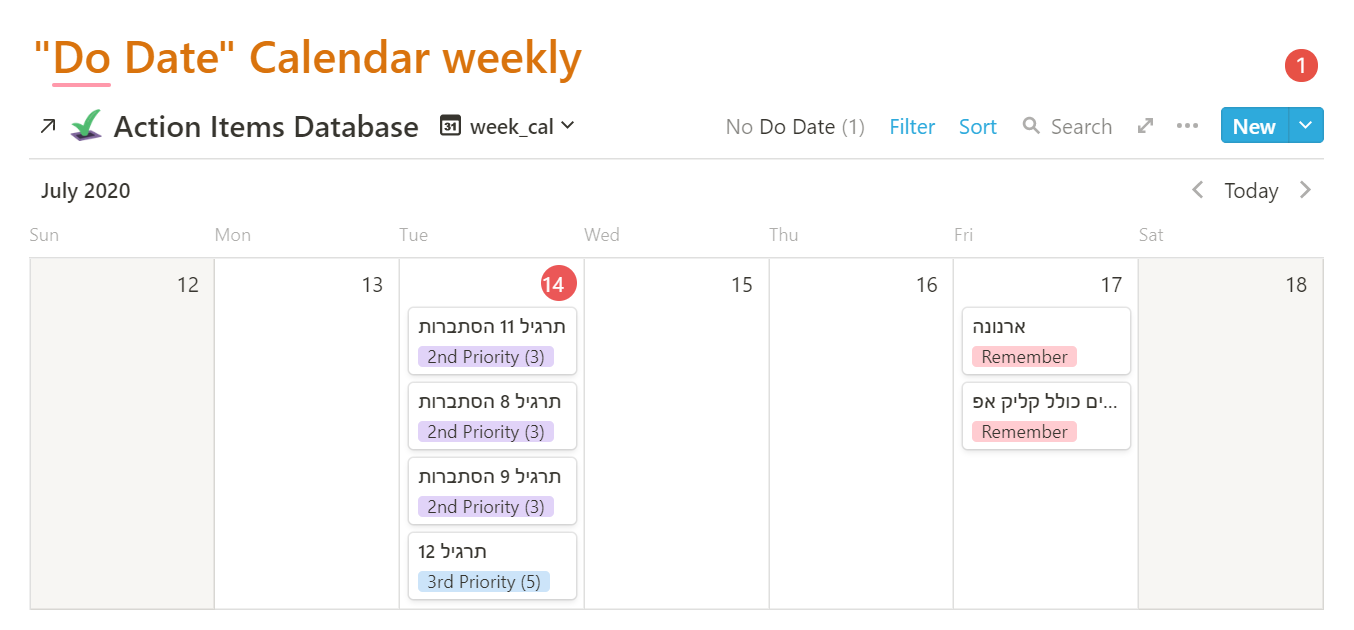 "Do Date" Calendar weekly
1
Action Items Database
31 week_cal
No Do Date (1) Filter Sort Search ••• New
July 2020
Today
Sun Mon Tue Wed Thu Fri Sat
12 13 14 15 16 17 18
תרגיל 11 הסתברות
2nd Priority (3)
תרגיל 8 הסתברות
2nd Priority (3)
תרגיל 9 הסתברות
2nd Priority (3)
תרגיל 12
3rd Priority (5)
ארנונה
Remember
ים כולל קליק אפ...
Remember